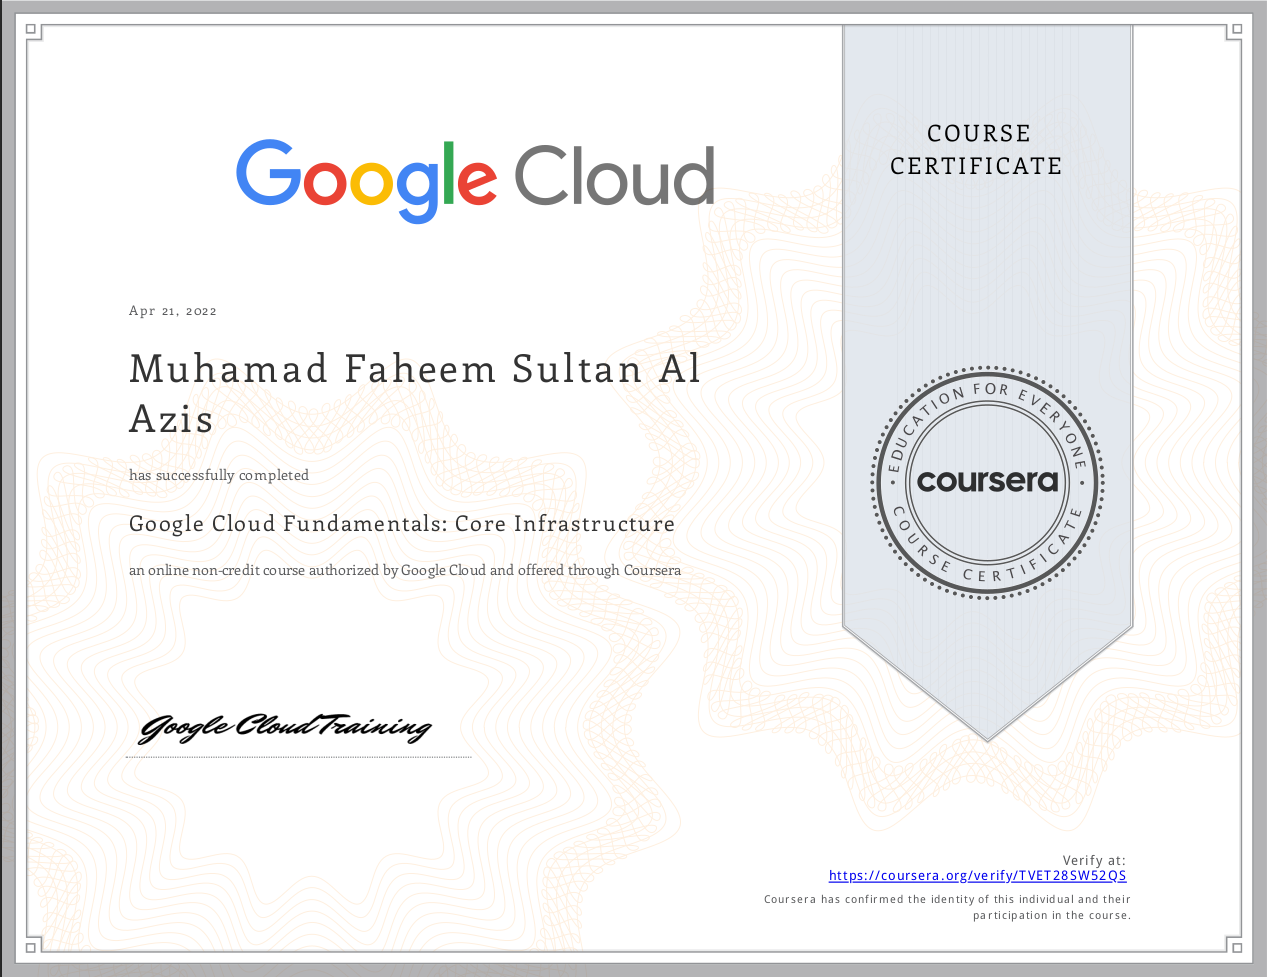 Google Cloud
COURSE
CERTIFICATE
Apr 21, 2022
Muhamad Faheem Sultan Al
Azis
has successfully completed
Google Cloud Fundamentals: Core Infrastructure
an online non-credit course authorized by Google Cloud and offered through Coursera
EDUCATION FOR EVERYONE
coursera
COURSE CERTIFICATE
Google Cloud Training
Verify at:
https://coursera.org/verify/TVET28SW52QS
Coursera has confirmed the identity of this individual and their
participation in the course.